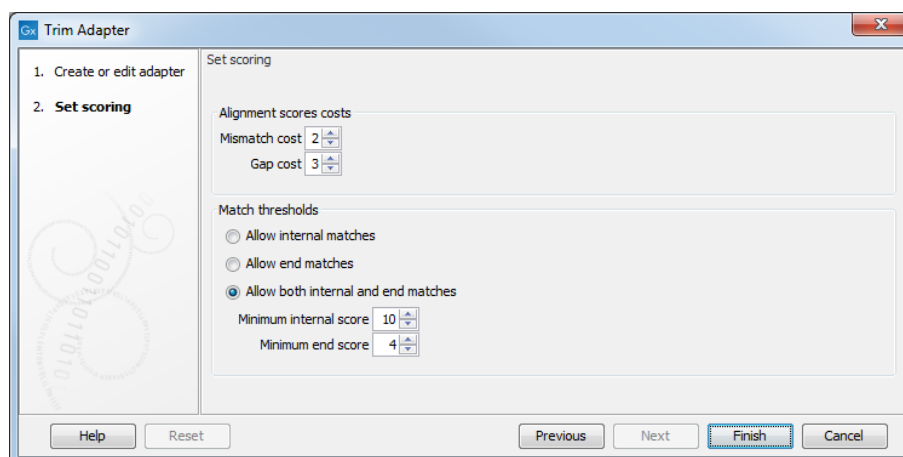 Gx Trim Adapter
1. Create or edit adapter
2. Set scoring
Set scoring
Alignment scores costs
Mismatch cost 2
Gap cost 3
Match thresholds
Allow internal matches
Allow end matches
Allow both internal and end matches
Minimum internal score 10
Minimum end score 4
Help Reset Previous Next Finish Cancel